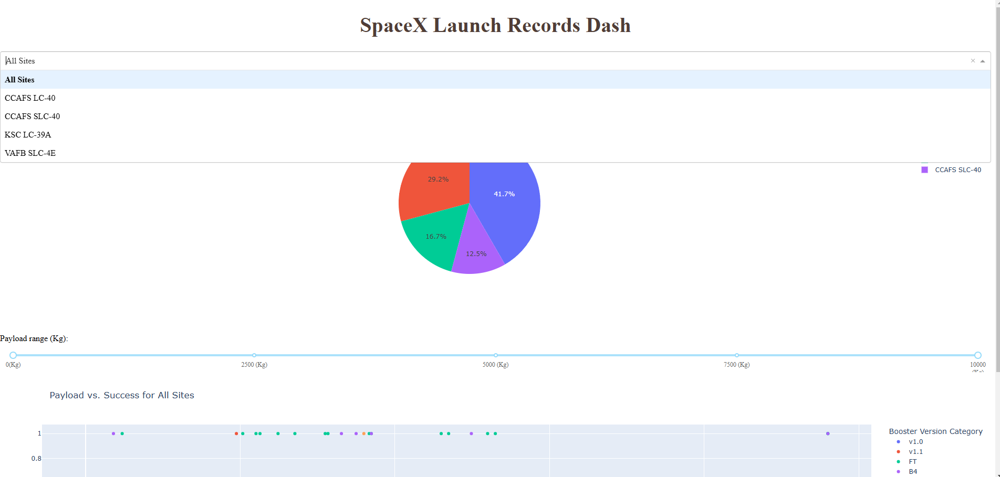 SpaceX Launch Records Dash
All Sites
All Sites
CCAFS LC-40
CCAFS SLC-40
KSC LC-39A
VAFB SLC-4E
CCAFS SLC-40
29.2%
41.7%
16.7%
12.5%
Payload range (Kg):
0(Kg)
2500 (Kg)
5000 (Kg)
7500 (Kg)
10000
Payload vs. Success for All Sites
1
0.8
Booster Version Category
v1.0
v1.1
FT
B4